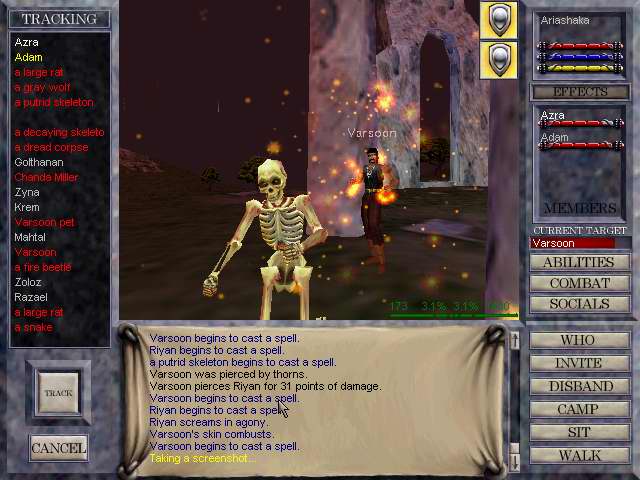 TRACKING
Azra
Adam
a large rat
a gray wolf
a putrid skeleton
a decaying skeleto
a dread corpse
Golthanan
Chanda Miller
Zyna
Krem
Varsoon pet
Mahtal
Varsoon
a fire beetle
Zoloz
Razael
a large rat
a snake
TRACK
CANCEL
Varsoon
173 3.1% 3.1%
Varsoon begins to cast a spell.
Riyan begins to cast a spell.
a putrid skeleton begins to cast a spell.
Varsoon was pierced by thorns.
Varsoon pierces Riyan for 31 points of damage.
Varsoon begins to cast a spell.
Riyan begins to cast a spell.
Riyan screams in agony.
Varsoon's skin combusts.
Varsoon begins to cast a spell.
Taking a screenshot...
Ariashaka
EFFECTS
Azra
Adam
MEMBERS
CURRENT TARGET
Varsoon
ABILITIES
COMBAT
SOCIALS
WHO
INVITE
DISBAND
CAMP
SIT
WALK